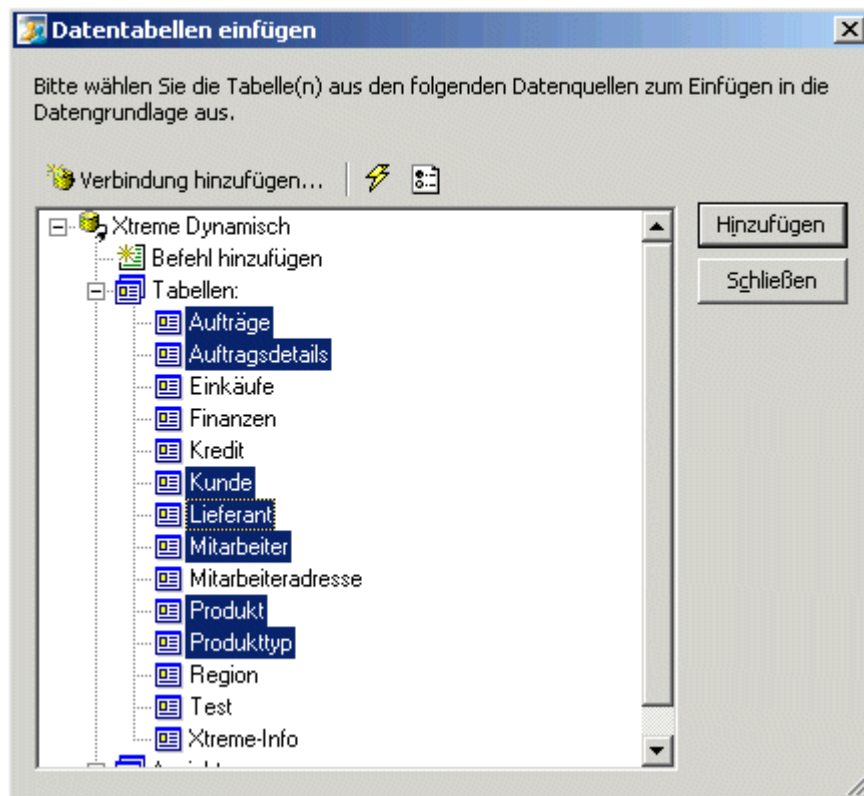 Datentabellen einfügen
Bitte wählen Sie die Tabelle(n) aus den folgenden Datenquellen zum Einfügen in die
Datengrundlage aus.
Verbindung hinzufügen...
Xtreme Dynamisch
Befehl hinzufügen
Tabellen:
Aufträge
Auftragsdetails
Einkäufe
Finanzen
Kredit
Kunde
Lieferant
Mitarbeiter
Mitarbeiteradresse
Produkt
Produkttyp
Region
Test
Xtreme-Info
Hinzufügen
Schließen